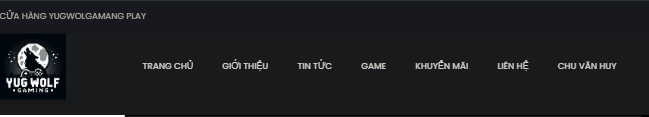 CỬA HÀNG YUGWOLGAMANG PLAY
YUG WOLF
GAMING
TRANG CHỦ GIỚI THIỆU TIN TỨC GAME KHUYẾN MÃI LIÊN HỆ CHU VĂN HUY